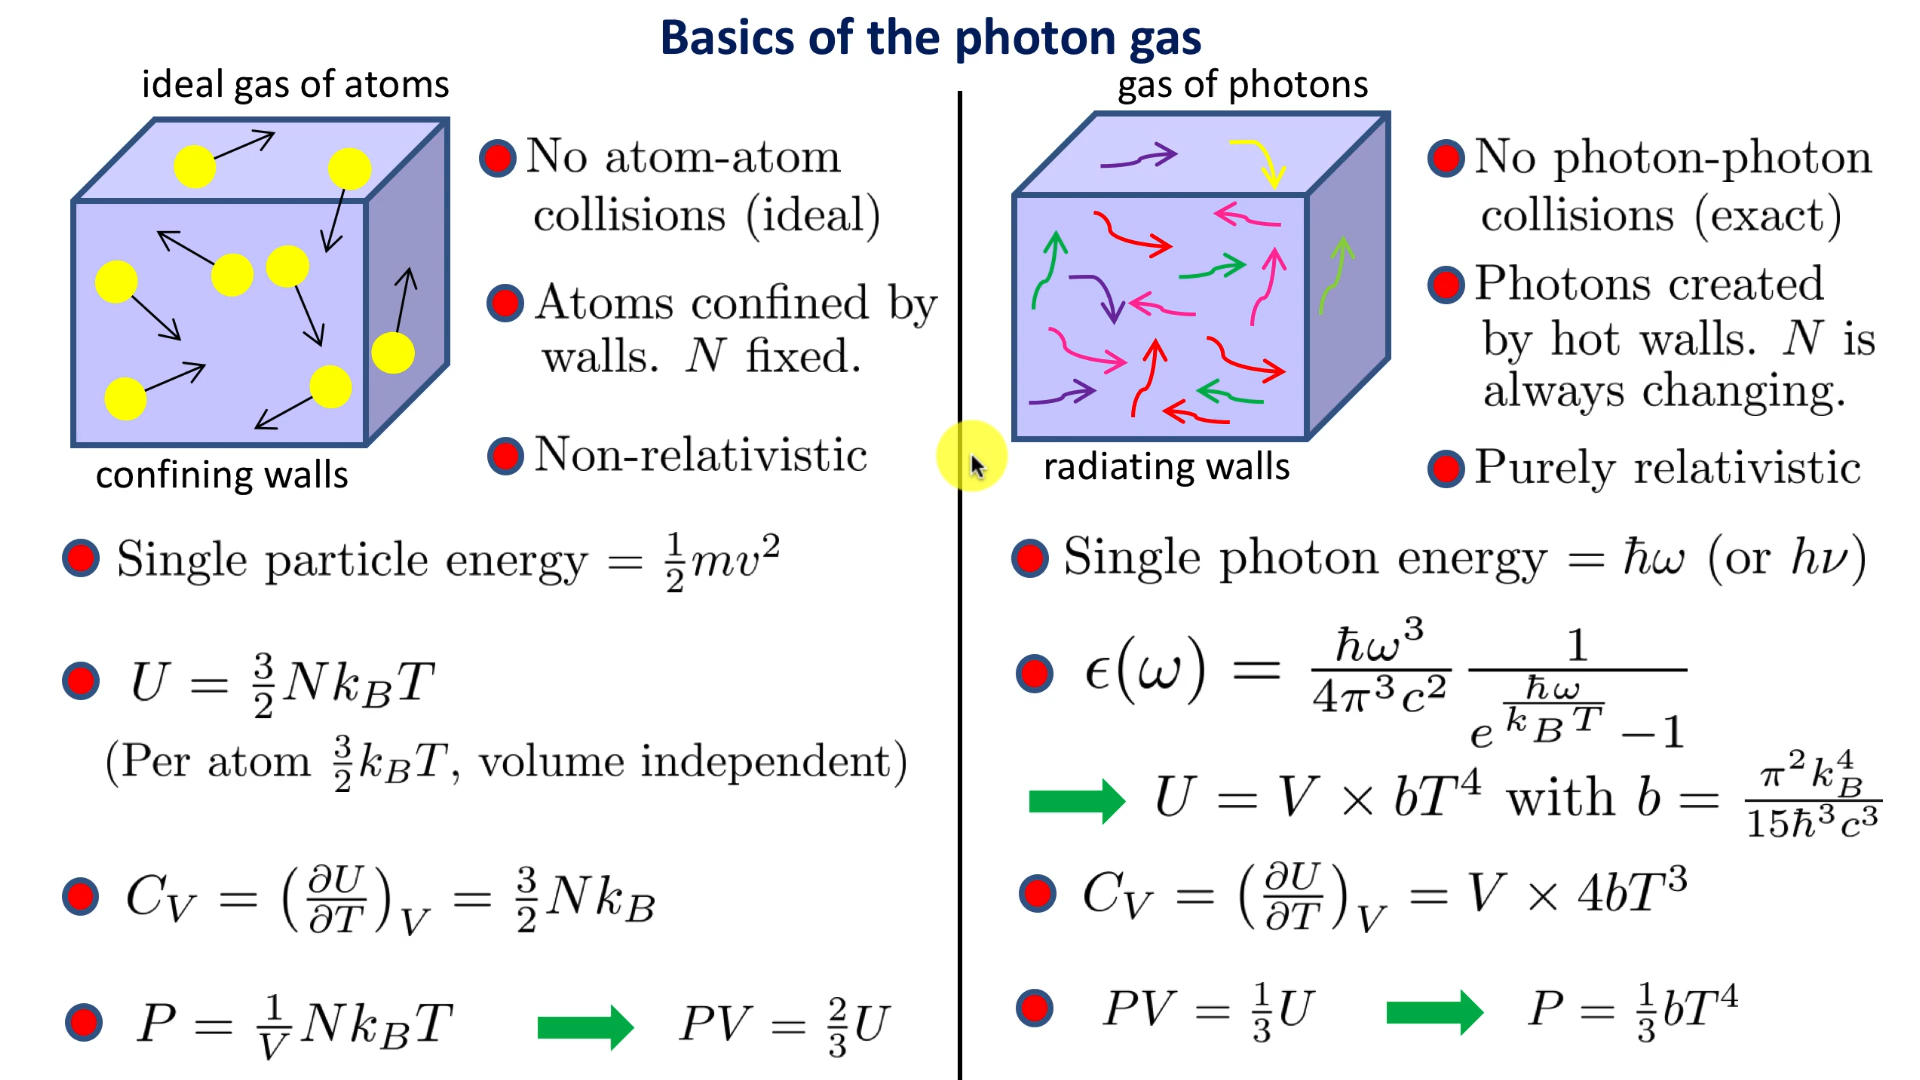 Basics of the photon gas
ideal gas of atoms
No atom-atom
collisions (ideal)
Atoms confined by
walls. N fixed.
Non-relativistic
confining walls
Single particle energy = ½mv²
U = 3/2 Nk_BT
(Per atom 3/2 k_BT, volume independent)
C_V = (∂U/∂T)_V = 3/2 Nk_B
P = 1/V Nk_BT PV = 2/3 U
gas of photons
No photon-photon
collisions (exact)
Photons created
by hot walls. N is
always changing.
Purely relativistic
radiating walls
Single photon energy = ħω (or hν)
ϵ(ω) = ħω³/4π³c² 1/(e^(ħω/k_BT) − 1)
U = V × bT⁴ with b = π²k_B⁴/15ħ³c³
C_V = (∂U/∂T)_V = V × 4bT³
PV = 1/3 U P = 1/3 bT⁴